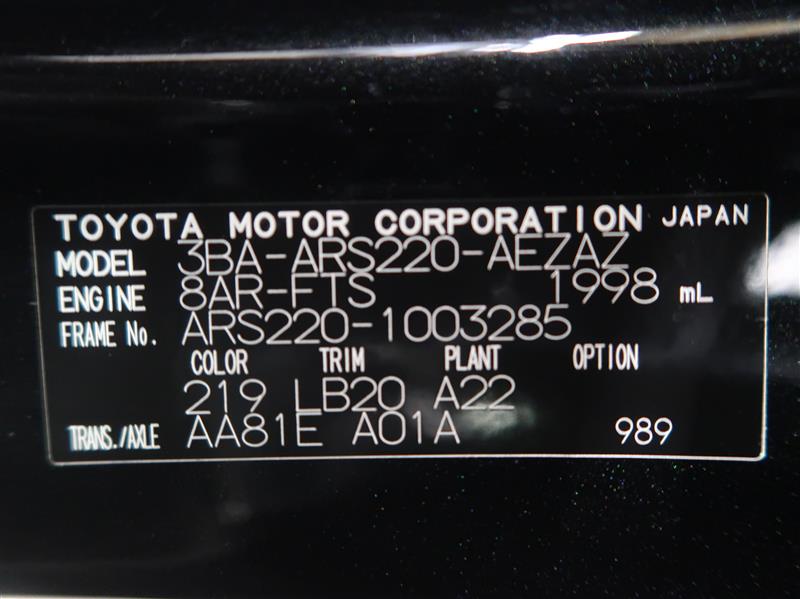 TOYOTA MOTOR CORPORATION JAPAN
MODEL 3BA-ARS220-AEZAZ
ENGINE 8AR-FTS 1998 mL
FRAME No. ARS220-1003285
COLOR TRIM PLANT OPTION
219 LB20 A22
TRANS./AXLE AA81E A01A 989